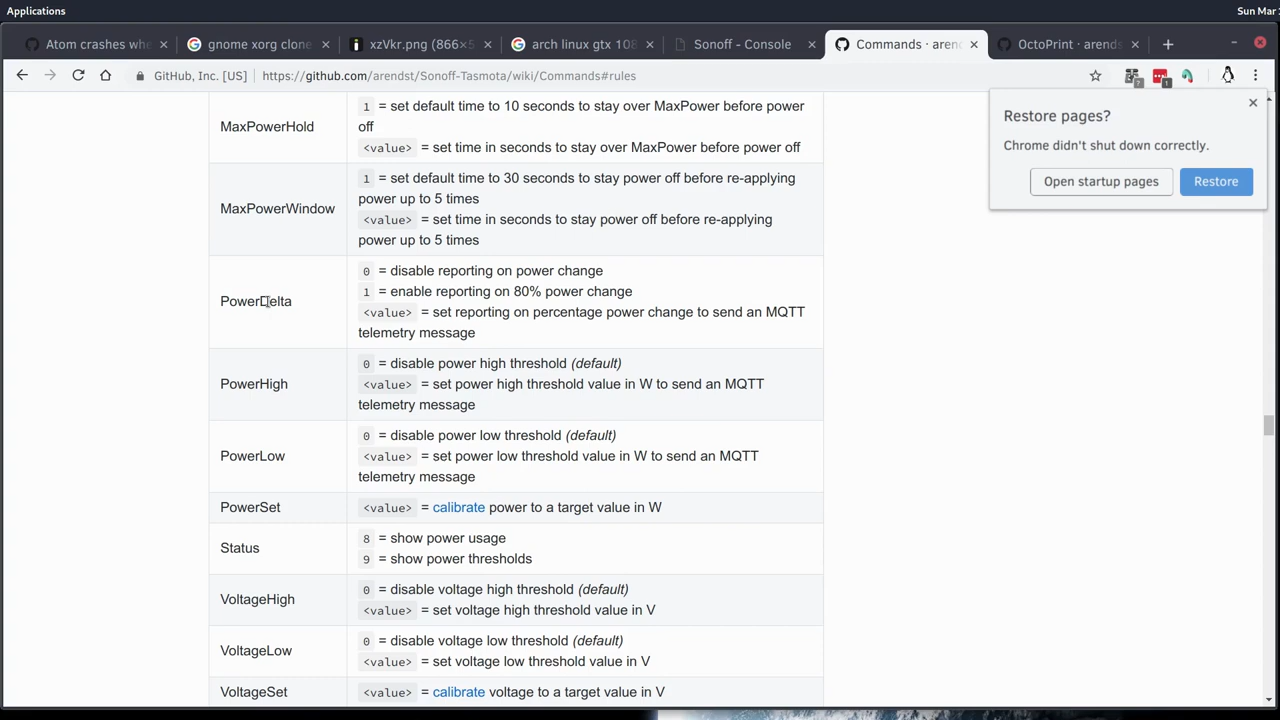 Applications
Sun Mar
Atom crashes whe
gnome xorg clone
xzVkr.png (866×5
arch linux gtx 108
Sonoff - Console
Commands · aren
OctoPrint · arends
GitHub, Inc. [US]
https://github.com/arendst/Sonoff-Tasmota/wiki/Commands#rules
7
1
Restore pages?
Chrome didn't shut down correctly.
Open startup pages
Restore
MaxPowerHold
1 = set default time to 10 seconds to stay over MaxPower before power
off
<value> = set time in seconds to stay over MaxPower before power off
MaxPowerWindow
1 = set default time to 30 seconds to stay power off before re-applying
power up to 5 times
<value> = set time in seconds to stay power off before re-applying
power up to 5 times
PowerDelta
0 = disable reporting on power change
1 = enable reporting on 80% power change
<value> = set reporting on percentage power change to send an MQTT
telemetry message
PowerHigh
0 = disable power high threshold (default)
<value> = set power high threshold value in W to send an MQTT
telemetry message
PowerLow
0 = disable power low threshold (default)
<value> = set power low threshold value in W to send an MQTT
telemetry message
PowerSet
<value> = calibrate power to a target value in W
Status
8 = show power usage
9 = show power thresholds
VoltageHigh
0 = disable voltage high threshold (default)
<value> = set voltage high threshold value in V
VoltageLow
0 = disable voltage low threshold (default)
<value> = set voltage low threshold value in V
VoltageSet
<value> = calibrate voltage to a target value in V